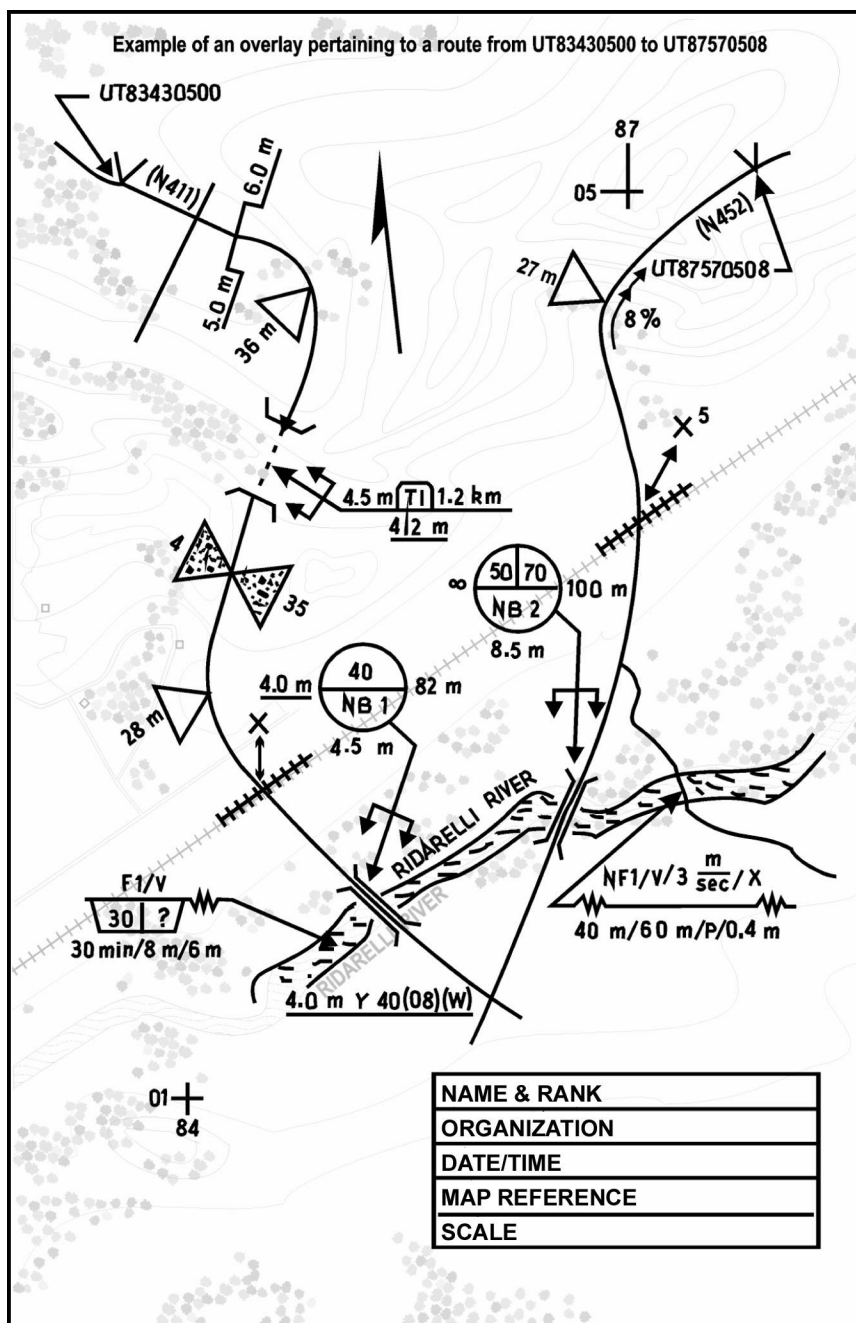 Example of an overlay pertaining to a route from UT83430500 to UT87570508
UT83430500
(N411)
6.0 m
5.0 m
36 m
87
05
(N452)
UT87570508
27 m
8%
5
4.5 m T1 1.2 km
4.2 m
4
35
50 70
∞ 100 m
NB 2
8.5 m
40
4.0 m 82 m
NB 1
4.5 m
28 m
X
X
RIDARELLI RIVER
RIDARELLI RIVER
F1/V
30 ?
30 min/8 m/6 m
NF1/V/3 m/sec/X
40 m/60 m/P/0.4 m
4.0 m Y 40(08)(W)
01
84
NAME & RANK
ORGANIZATION
DATE/TIME
MAP REFERENCE
SCALE